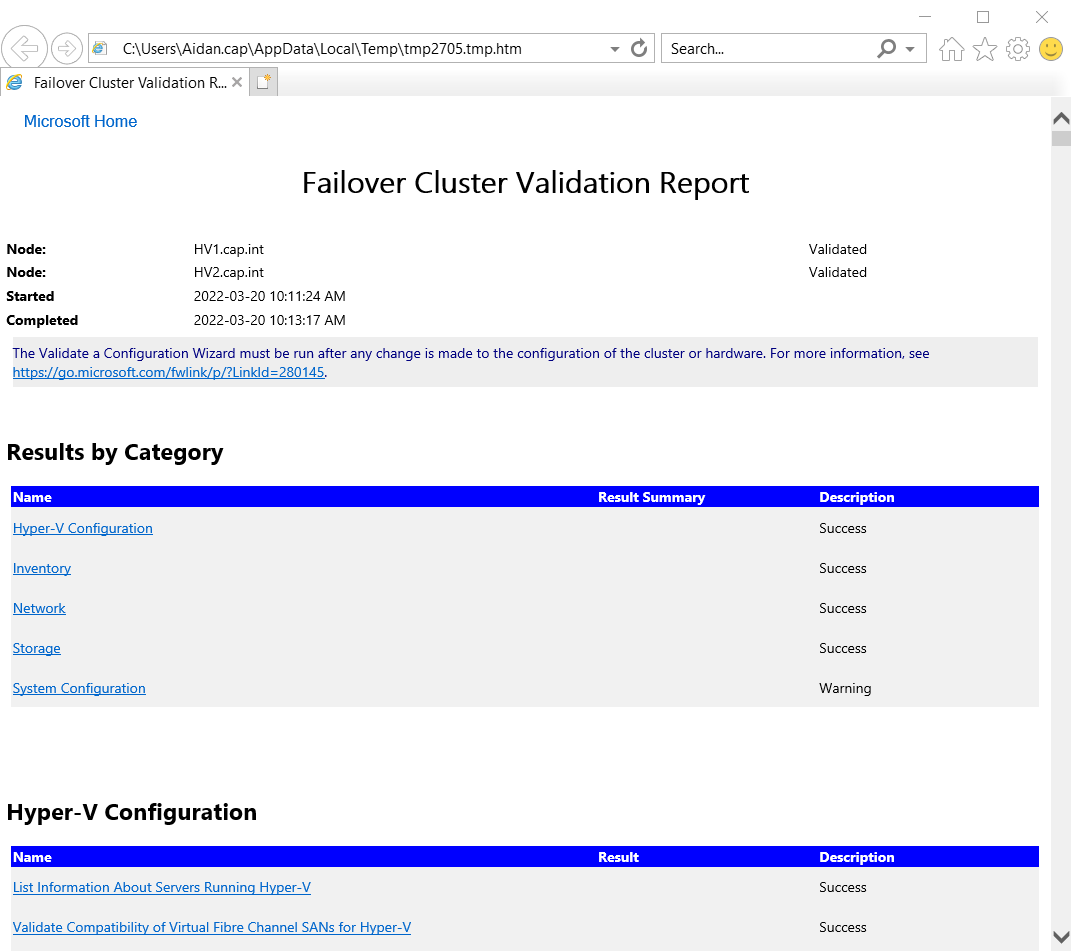 C:\Users\Aidan.cap\AppData\Local\Temp\tmp2705.tmp.htm Search...
Failover Cluster Validation R...
Microsoft Home
Failover Cluster Validation Report
Node: HV1.cap.int Validated
Node: HV2.cap.int Validated
Started 2022-03-20 10:11:24 AM
Completed 2022-03-20 10:13:17 AM
The Validate a Configuration Wizard must be run after any change is made to the configuration of the cluster or hardware. For more information, see
https://go.microsoft.com/fwlink/p/?LinkId=280145.
Results by Category
Name Result Summary Description
Hyper-V Configuration Success
Inventory Success
Network Success
Storage Success
System Configuration Warning
Hyper-V Configuration
Name Result Description
List Information About Servers Running Hyper-V Success
Validate Compatibility of Virtual Fibre Channel SANs for Hyper-V Success